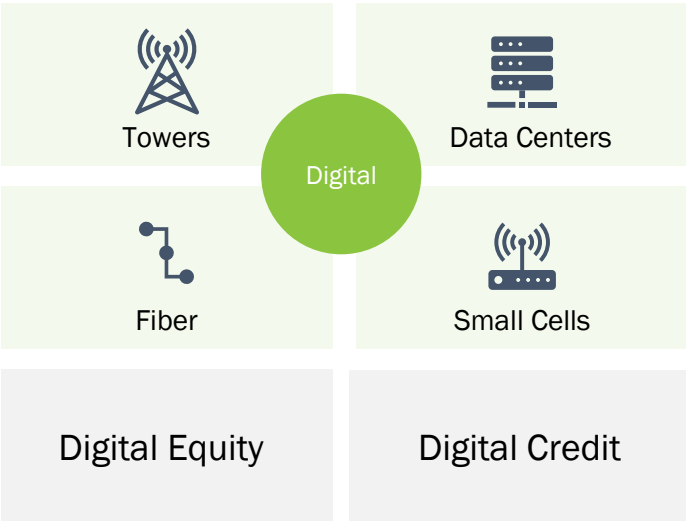 Towers
Data Centers
Digital
Fiber
Small Cells
Digital Equity
Digital Credit